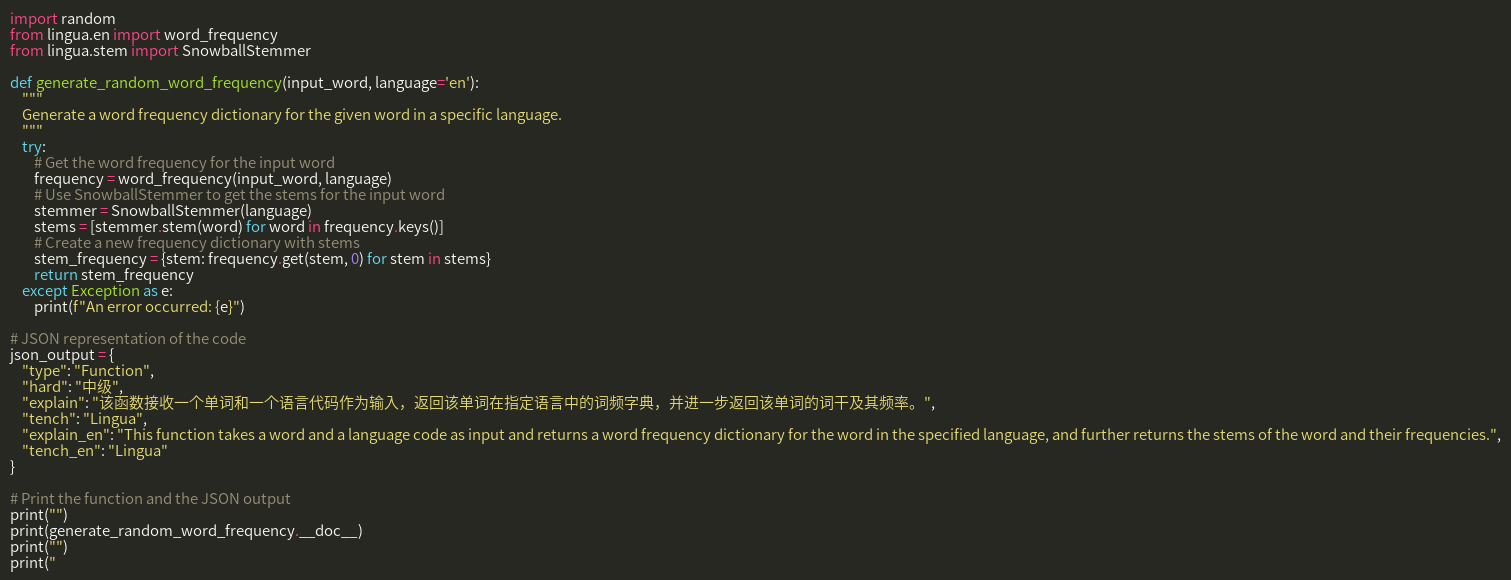 import random
from lingua.en import word_frequency
from lingua.stem import SnowballStemmer

def generate_random_word_frequency(input_word, language='en'):
    """
    Generate a word frequency dictionary for the given word in a specific language.
    """
    try:
        # Get the word frequency for the input word
        frequency = word_frequency(input_word, language)
        # Use SnowballStemmer to get the stems for the input word
        stemmer = SnowballStemmer(language)
        stems = [stemmer.stem(word) for word in frequency.keys()]
        # Create a new frequency dictionary with stems
        stem_frequency = {stem: frequency.get(stem, 0) for stem in stems}
        return stem_frequency
    except Exception as e:
        print(f"An error occurred: {e}")

# JSON representation of the code
json_output = {
    "type": "Function",
    "hard": "中级",
    "explain": "该函数接收一个单词和一个语言代码作为输入，返回该单词在指定语言中的词频字典，并进一步返回该单词的词干及其频率。",
    "tench": "Lingua",
    "explain_en": "This function takes a word and a language code as input and returns a word frequency dictionary for the word in the specified language, and further returns the stems of the word and their frequencies.",
    "tench_en": "Lingua"
}

# Print the function and the JSON output
print("")
print(generate_random_word_frequency.__doc__)
print("")
print("